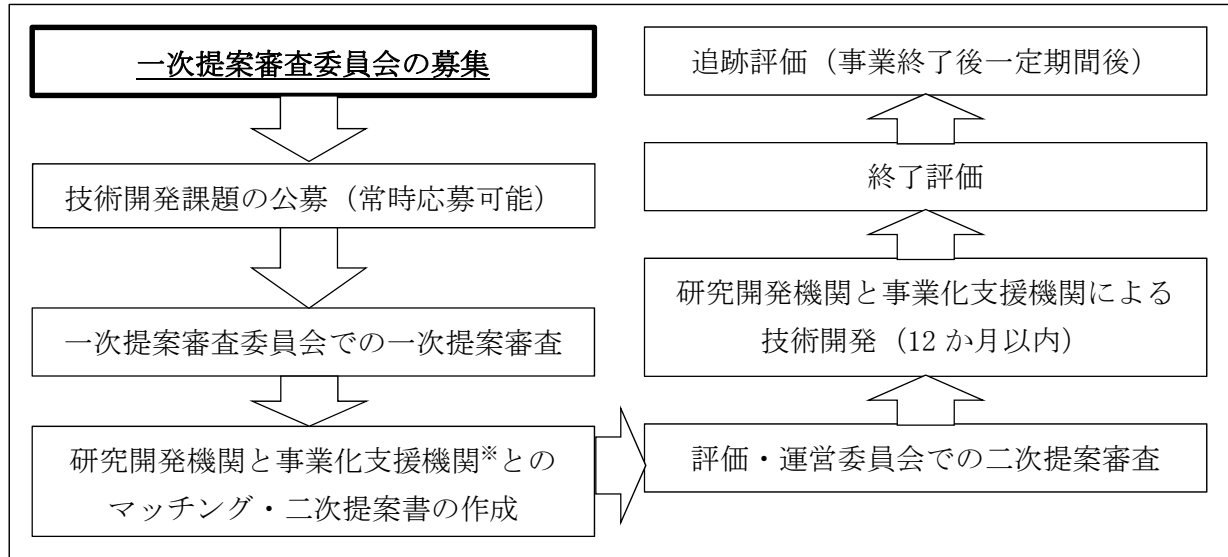 一次提案審査委員会の募集
技術開発課題の公募（常時応募可能）
一次提案審査委員会での一次提案審査
研究開発機関と事業化支援機関※との
マッチング・二次提案書の作成
評価・運営委員会での二次提案審査
研究開発機関と事業化支援機関による
技術開発（12 か月以内）
終了評価
追跡評価（事業終了後一定期間後）